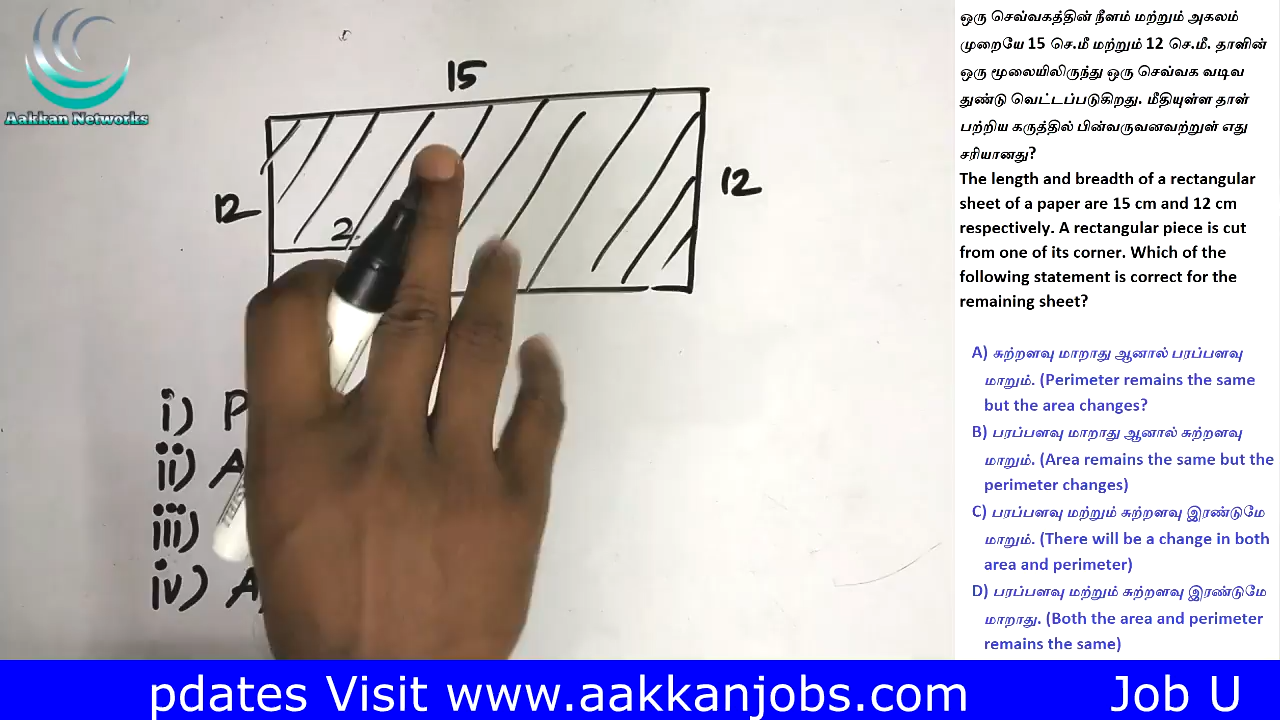 Aakkan Networks
15
12
12
2
i) P
ii) A
iii)
iv) A
ஒரு செவ்வகத்தின் நீளம் மற்றும் அகலம்
முறையே 15 செ.மீ மற்றும் 12 செ.மீ. தாளின்
ஒரு மூலையிலிருந்து ஒரு செவ்வக வடிவ
துண்டு வெட்டப்படுகிறது. மீதியுள்ள தாள்
பற்றிய கருத்தில் பின்வருவனவற்றுள் எது
சரியானது?
The length and breadth of a rectangular
sheet of a paper are 15 cm and 12 cm
respectively. A rectangular piece is cut
from one of its corner. Which of the
following statement is correct for the
remaining sheet?
A) சுற்றளவு மாறாது ஆனால் பரப்பளவு
மாறும். (Perimeter remains the same
but the area changes?
B) பரப்பளவு மாறாது ஆனால் சுற்றளவு
மாறும். (Area remains the same but the
perimeter changes)
C) பரப்பளவு மற்றும் சுற்றளவு இரண்டுமே
மாறும். (There will be a change in both
area and perimeter)
D) பரப்பளவு மற்றும் சுற்றளவு இரண்டுமே
மாறாது. (Both the area and perimeter
remains the same)
pdates Visit www.aakkanjobs.com Job U